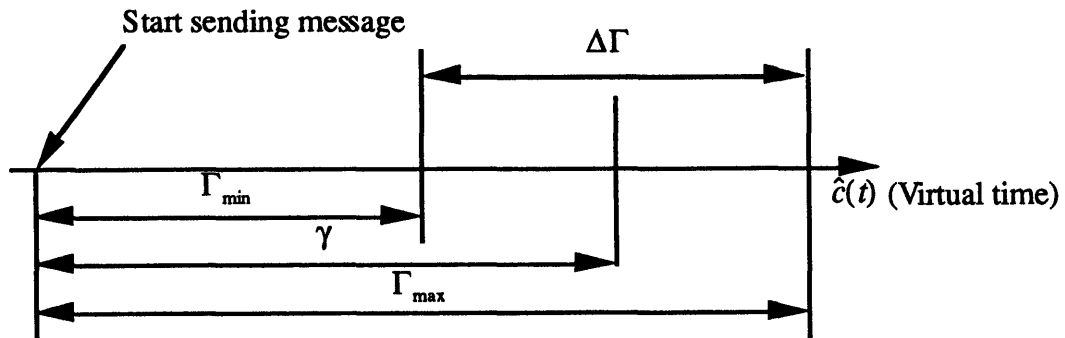 Start sending message
ΔΓ
Γmin
ĉ(t) (Virtual time)
γ
Γmax